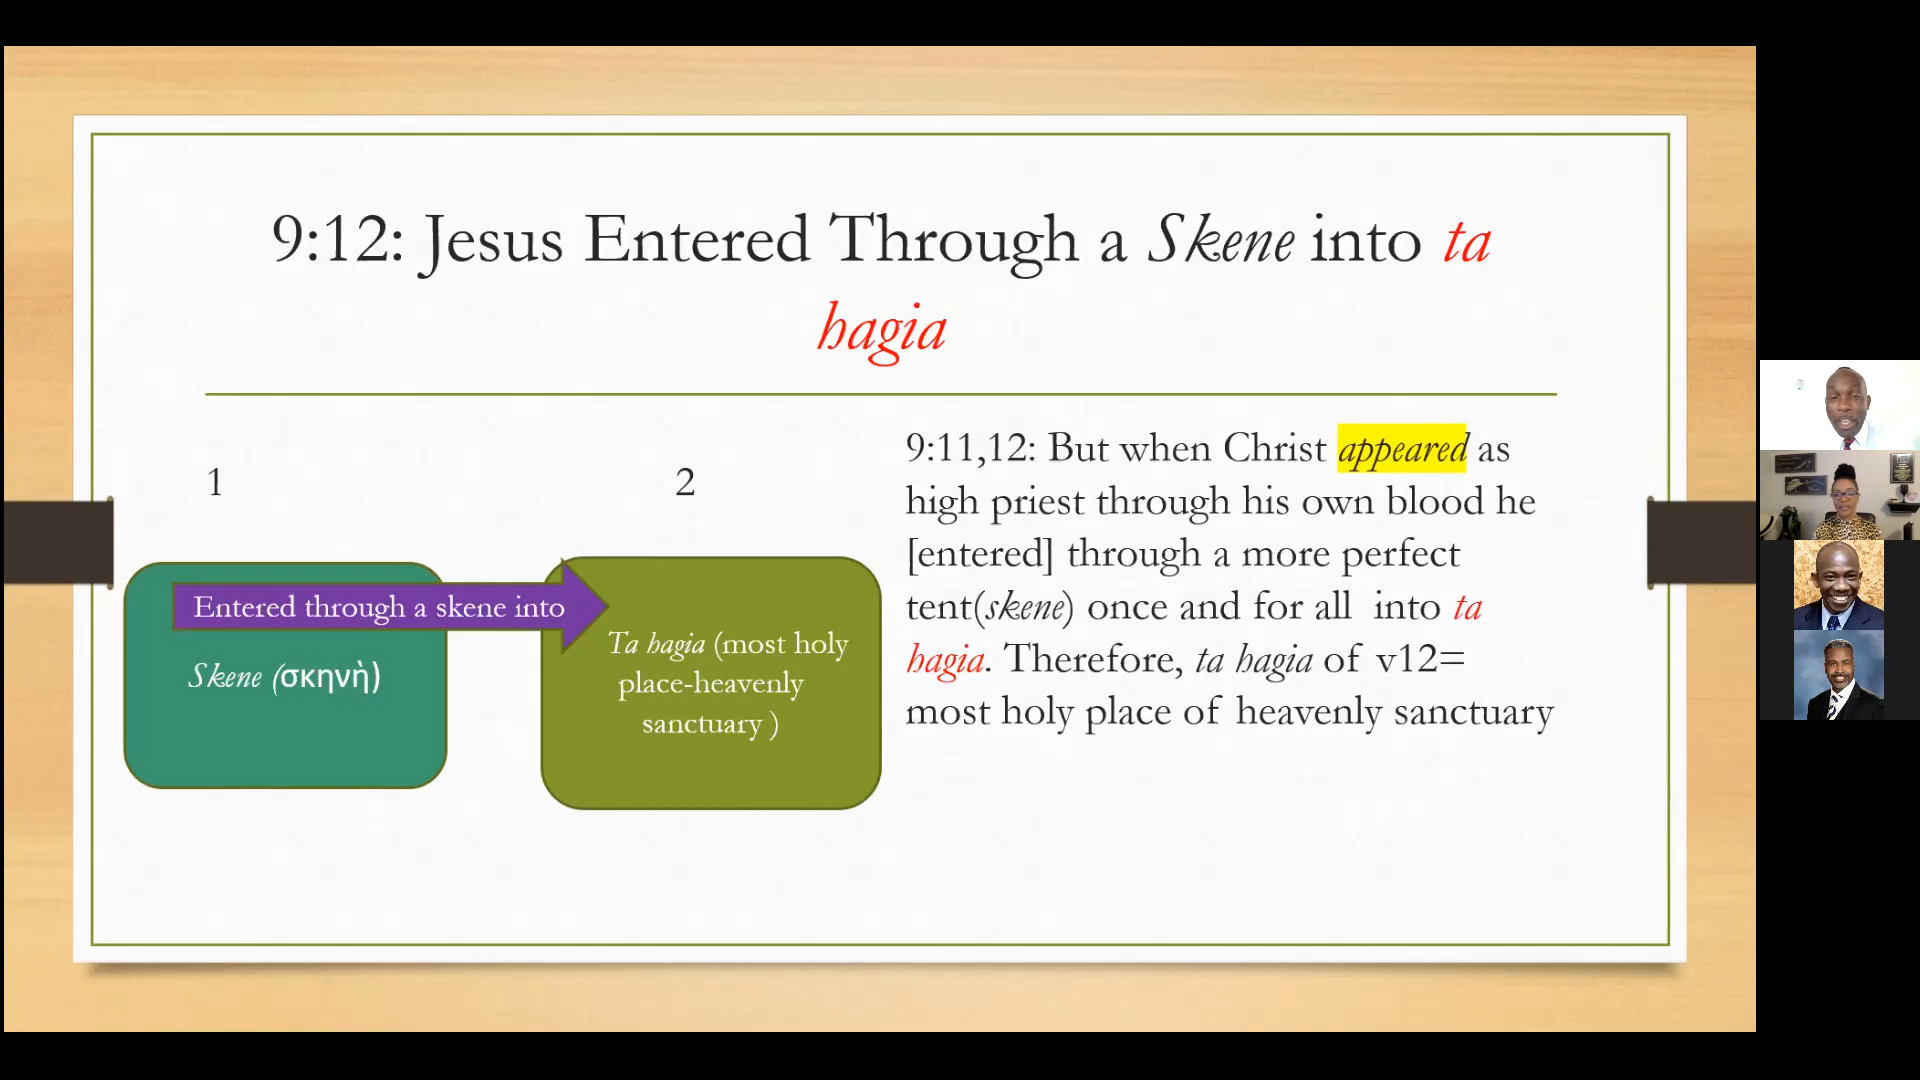 9:12: Jesus Entered Through a Skene into ta
hagia
1
2
Entered through a skene into
Skene (σκηνὴ)
Ta hagia (most holy
place-heavenly
sanctuary )
9:11,12: But when Christ appeared as
high priest through his own blood he
[entered] through a more perfect
tent(skene) once and for all into ta
hagia. Therefore, ta hagia of v12=
most holy place of heavenly sanctuary